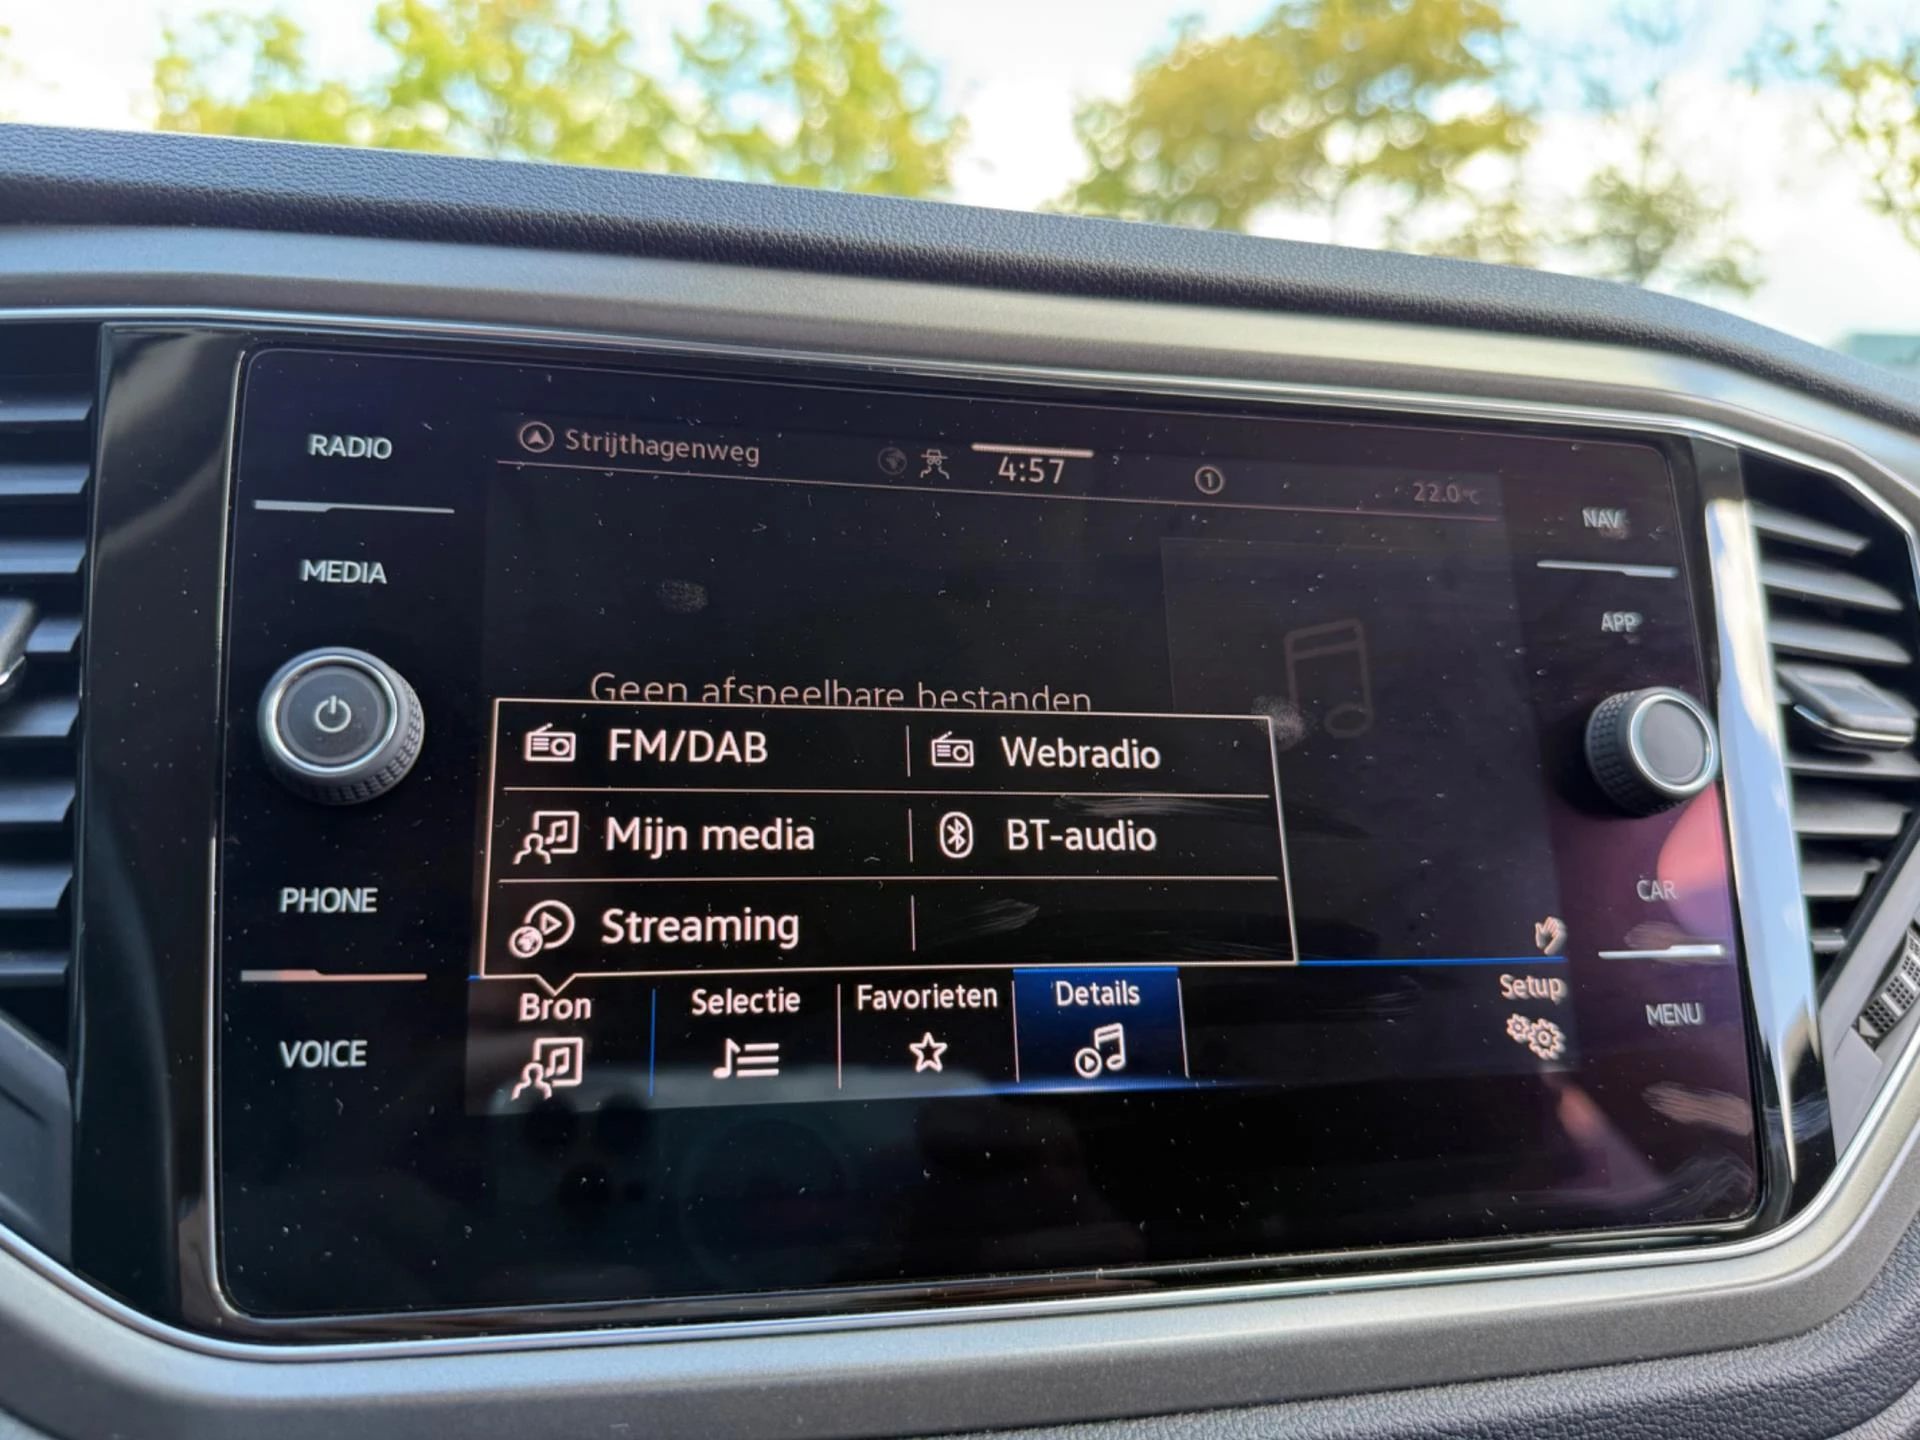 RADIO
MEDIA
PHONE
VOICE
Strijthagenweg
4:57
1
22.0°C
Geen afspeelbare bestanden
FM/DAB
Webradio
Mijn media
BT-audio
Streaming
Bron
Selectie
Favorieten
Details
Setup
NAV
APP
CAR
MENU